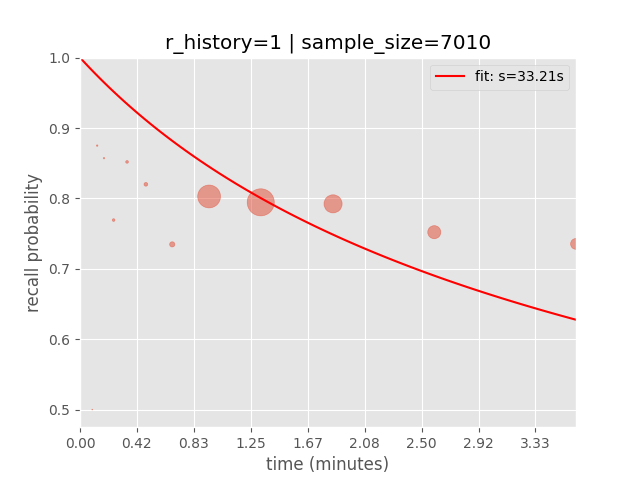 r_history=1 | sample_size=7010
fit: s=33.21s
recall probability
1.0
0.9
0.8
0.7
0.6
0.5
0.00 0.42 0.83 1.25 1.67 2.08 2.50 2.92 3.33
time (minutes)